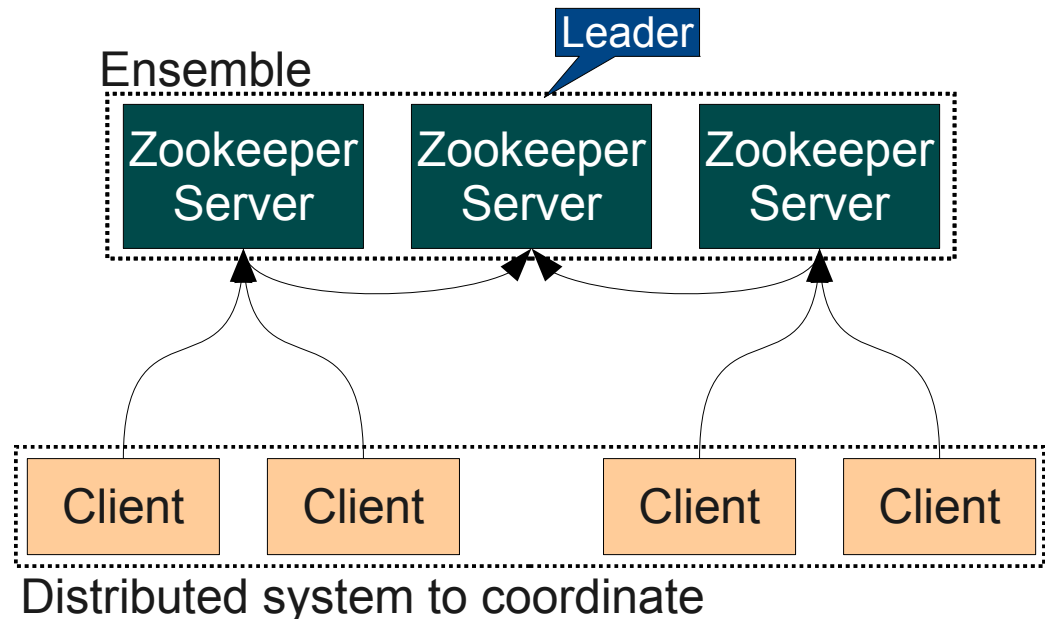 Leader
Ensemble
Zookeeper
Server
Zookeeper
Server
Zookeeper
Server
Client
Client
Client
Client
Distributed system to coordinate